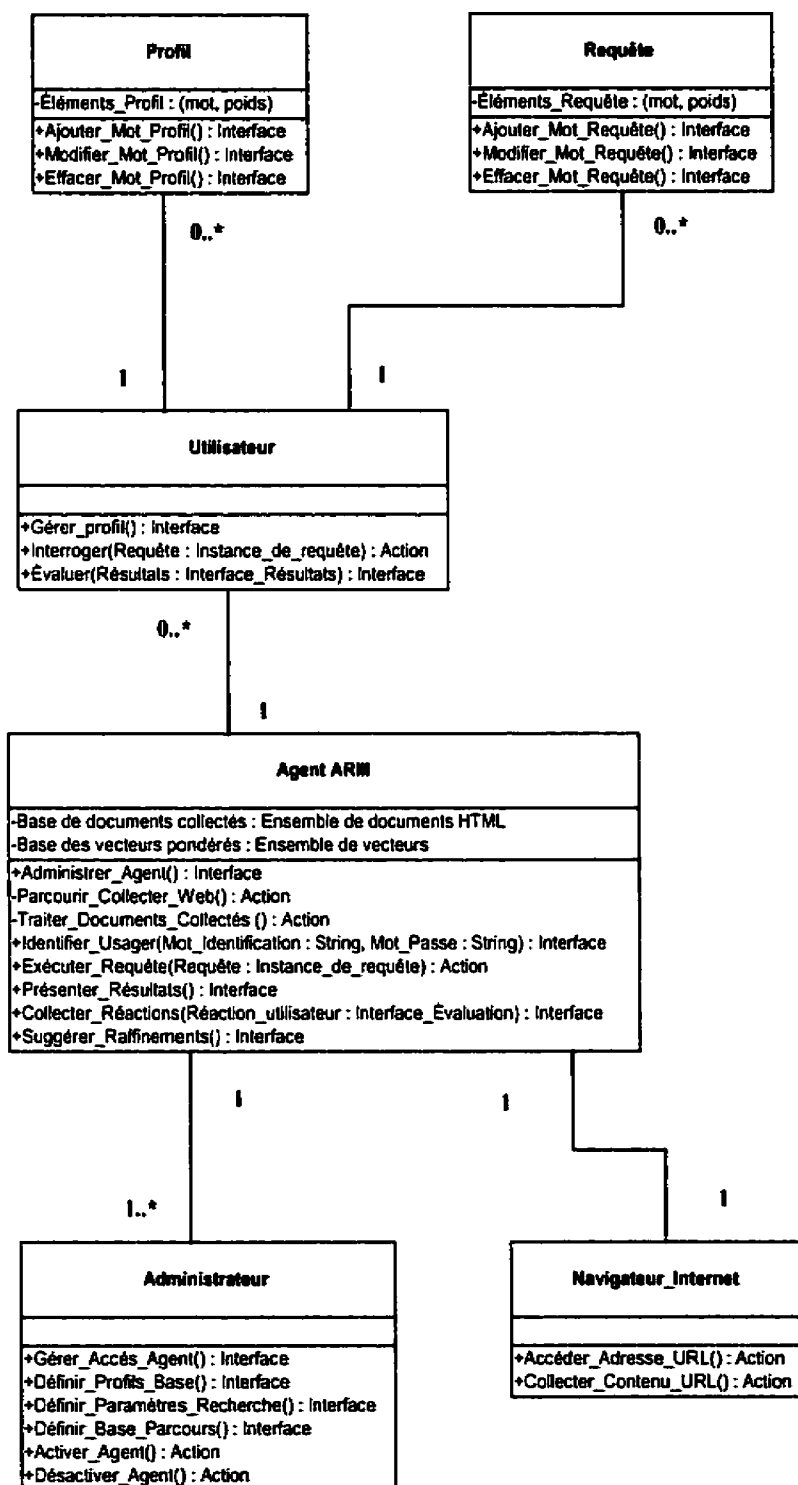 Profil
-Éléments_Profil : (mot, poids)
+Ajouter_Mot_Profil() : Interface
+Modifier_Mot_Profil() : Interface
+Effacer_Mot_Profil() : Interface
Requête
-Éléments_Requête : (mot, poids)
+Ajouter_Mot_Requête() : Interface
+Modifier_Mot_Requête() : Interface
+Effacer_Mot_Requête() : Interface
0..*
0..*
1
1
Utilisateur
+Gérer_profil() : Interface
+Interroger(Requête : Instance_de_requête) : Action
+Évaluer(Résultats : Interface_Résultats) : Interface
0..*
1
Agent ARIII
-Base de documents collectés : Ensemble de documents HTML
-Base des vecteurs pondérés : Ensemble de vecteurs
+Administrer_Agent() : Interface
-Parcourir_Collecter_Web() : Action
-Traiter_Documents_Collectés () : Action
+Identifier_Usager(Mot_Identification : String, Mot_Passe : String) : Interface
+Exécuter_Requête(Requête : Instance_de_requête) : Action
+Présenter_Résultats() : Interface
+Collecter_Réactions(Réaction_utilisateur : Interface_Évaluation) : Interface
+Suggérer_Raffinements() : Interface
1
1
1..*
1
Administrateur
+Gérer_Accés_Agent() : Interface
+Définir_Profits_Base() : Interface
+Définir_Paramètres_Recherche() : Interface
+Définir_Base_Parcours() : Interface
+Activer_Agent() : Action
+Désactiver_Agent() : Action
Navigateur_Internet
+Accéder_Adresse_URL() : Action
+Collecter_Contenu_URL() : Action